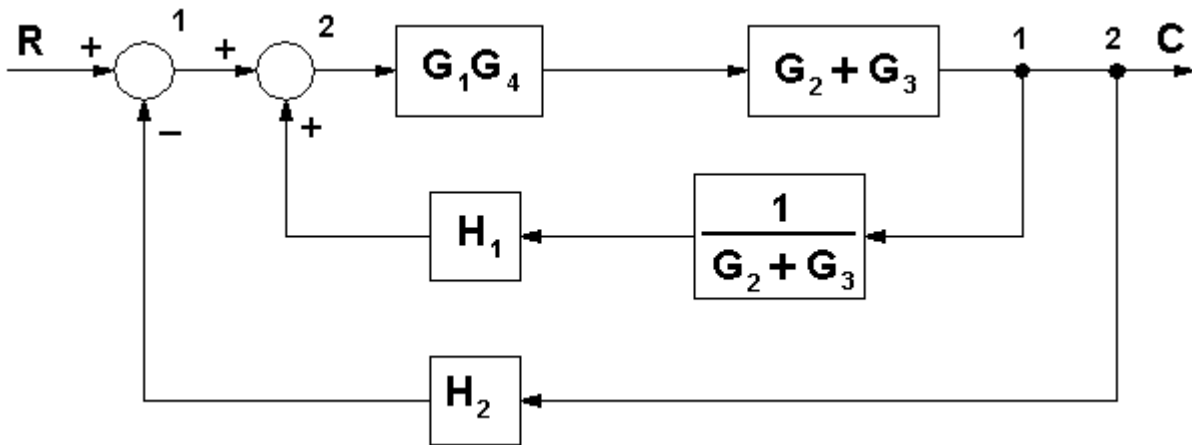 R + 1 + 2 G₁G₄ G₂ + G₃ 1 2 C
− +
H₁ 1
G₂ + G₃
H₂